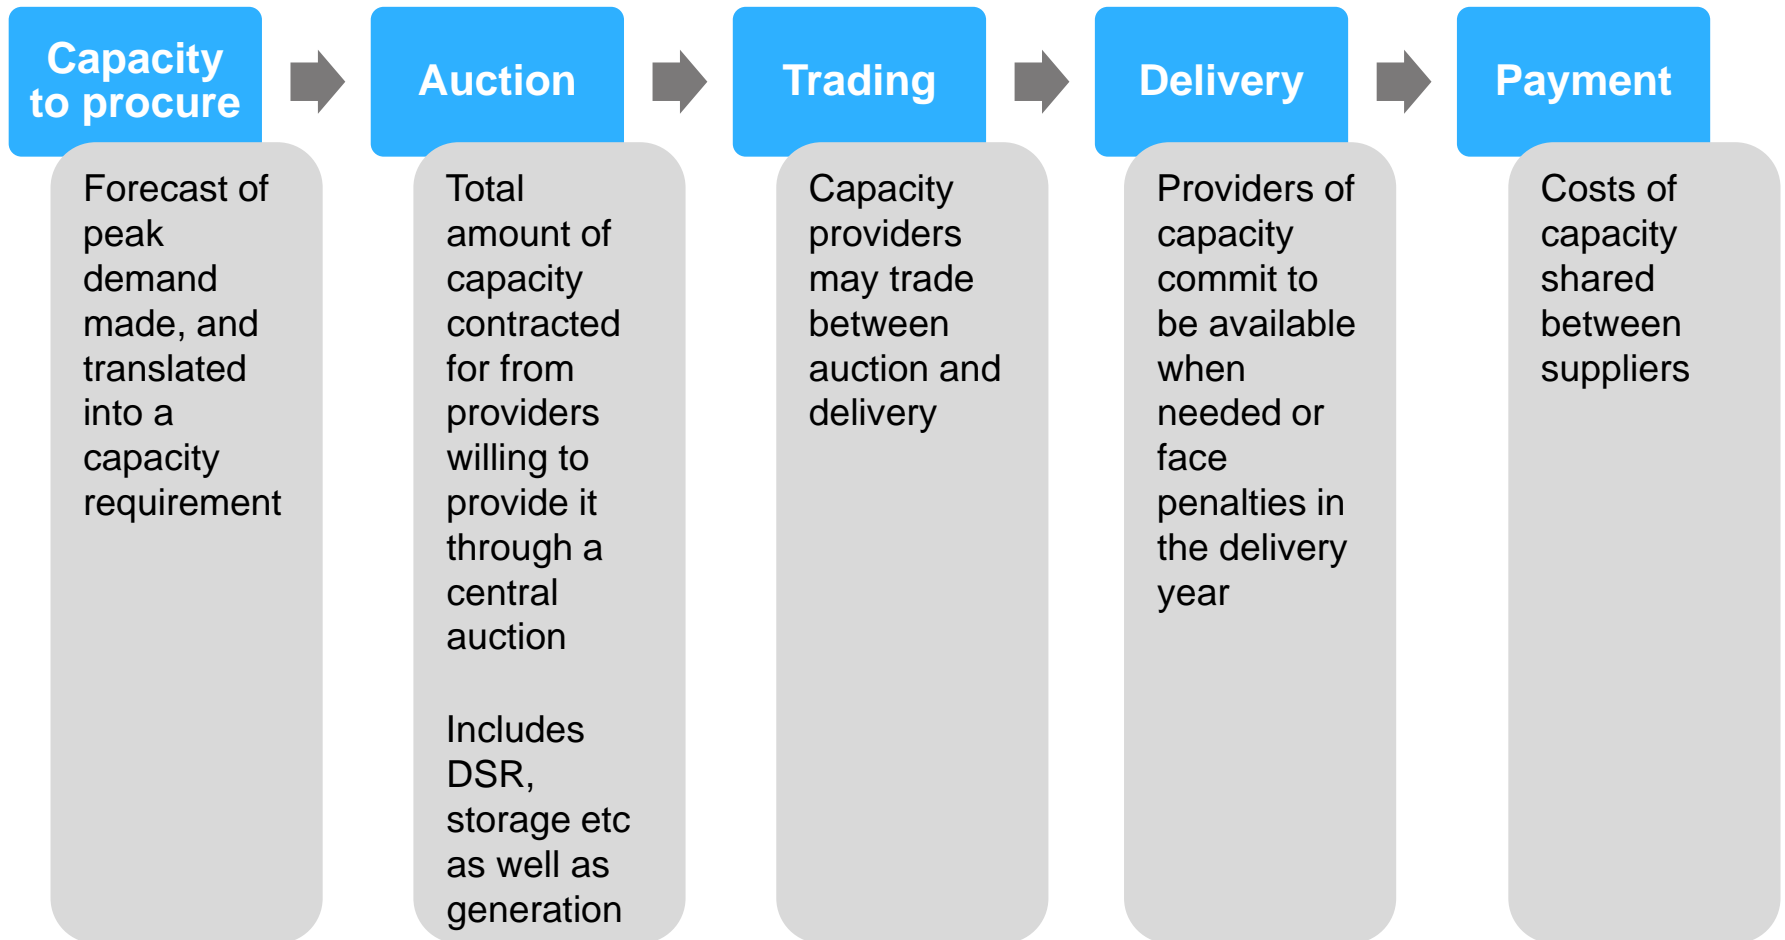 Capacity
to procure
Forecast of
peak
demand
made, and
translated
into a
capacity
requirement
Auction
Total
amount of
capacity
contracted
for from
providers
willing to
provide it
through a
central
auction
Includes
DSR,
storage etc
as well as
generation
Trading
Capacity
providers
may trade
between
auction and
delivery
Delivery
Providers of
capacity
commit to
be available
when
needed or
face
penalties in
the delivery
year
Payment
Costs of
capacity
shared
between
suppliers